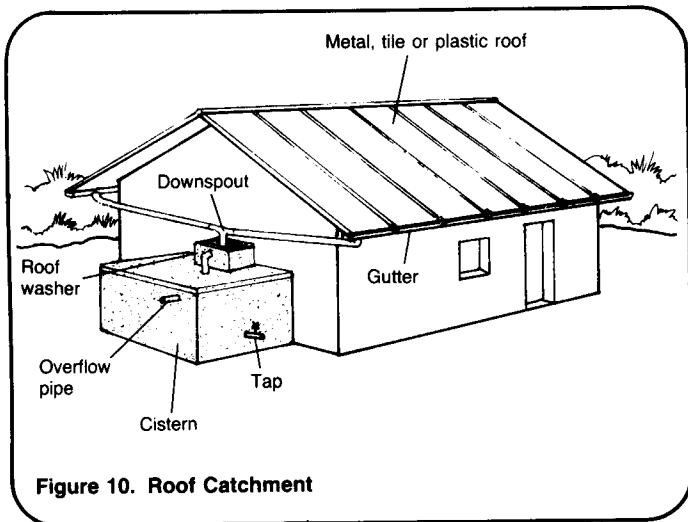 Metal, tile or plastic roof
Downspout
Roof
washer
Gutter
Overflow
pipe
Tap
Cistern
Figure 10. Roof Catchment